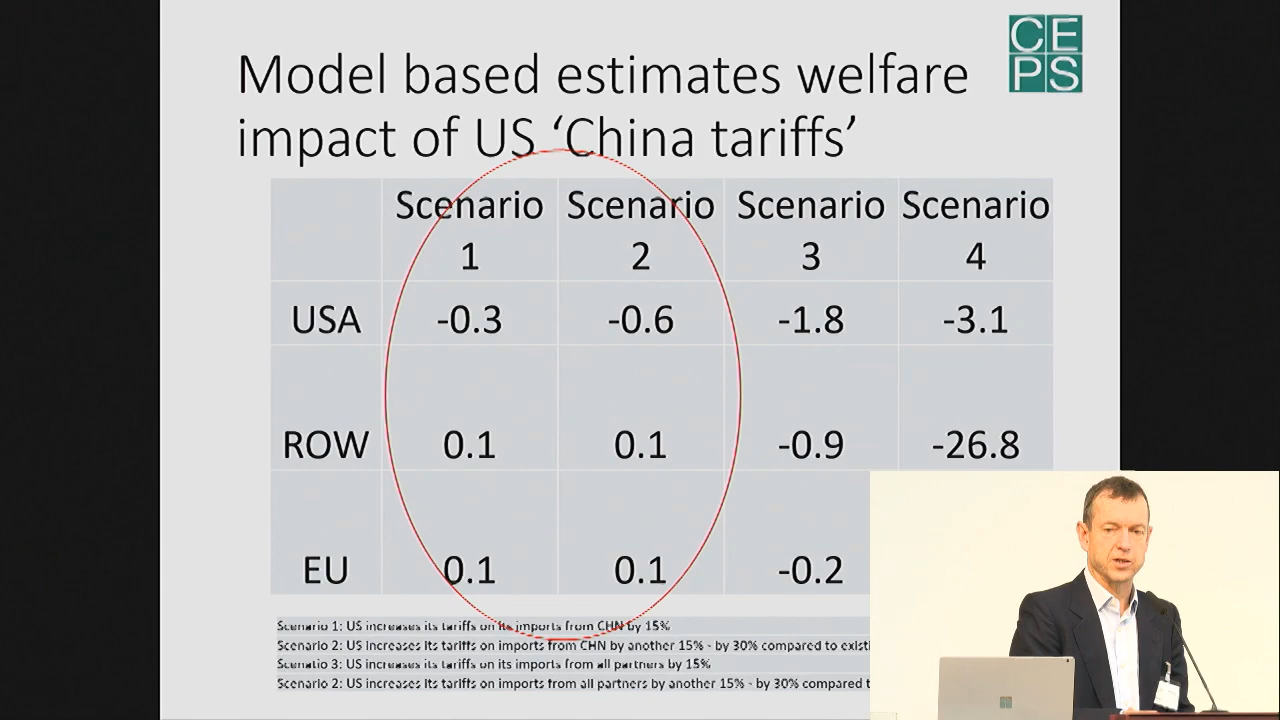 CE
PS
Model based estimates welfare
impact of US ‘China tariffs’
Scenario 1 Scenario 2 Scenario 3 Scenario 4
USA -0.3 -0.6 -1.8 -3.1
ROW 0.1 0.1 -0.9 -26.8
EU 0.1 0.1 -0.2
Scenario 1: US increases its tariffs on its imports from CHN by 15%
Scenario 2: US increases its tariffs on imports from CHN by another 15% - by 30% compared to
Scenatio 3: US increases its tariffs on its imports from all partners by 15%
Scenario 2: US increases its tariffs on imports from all partners by another 15% - by 30% compared